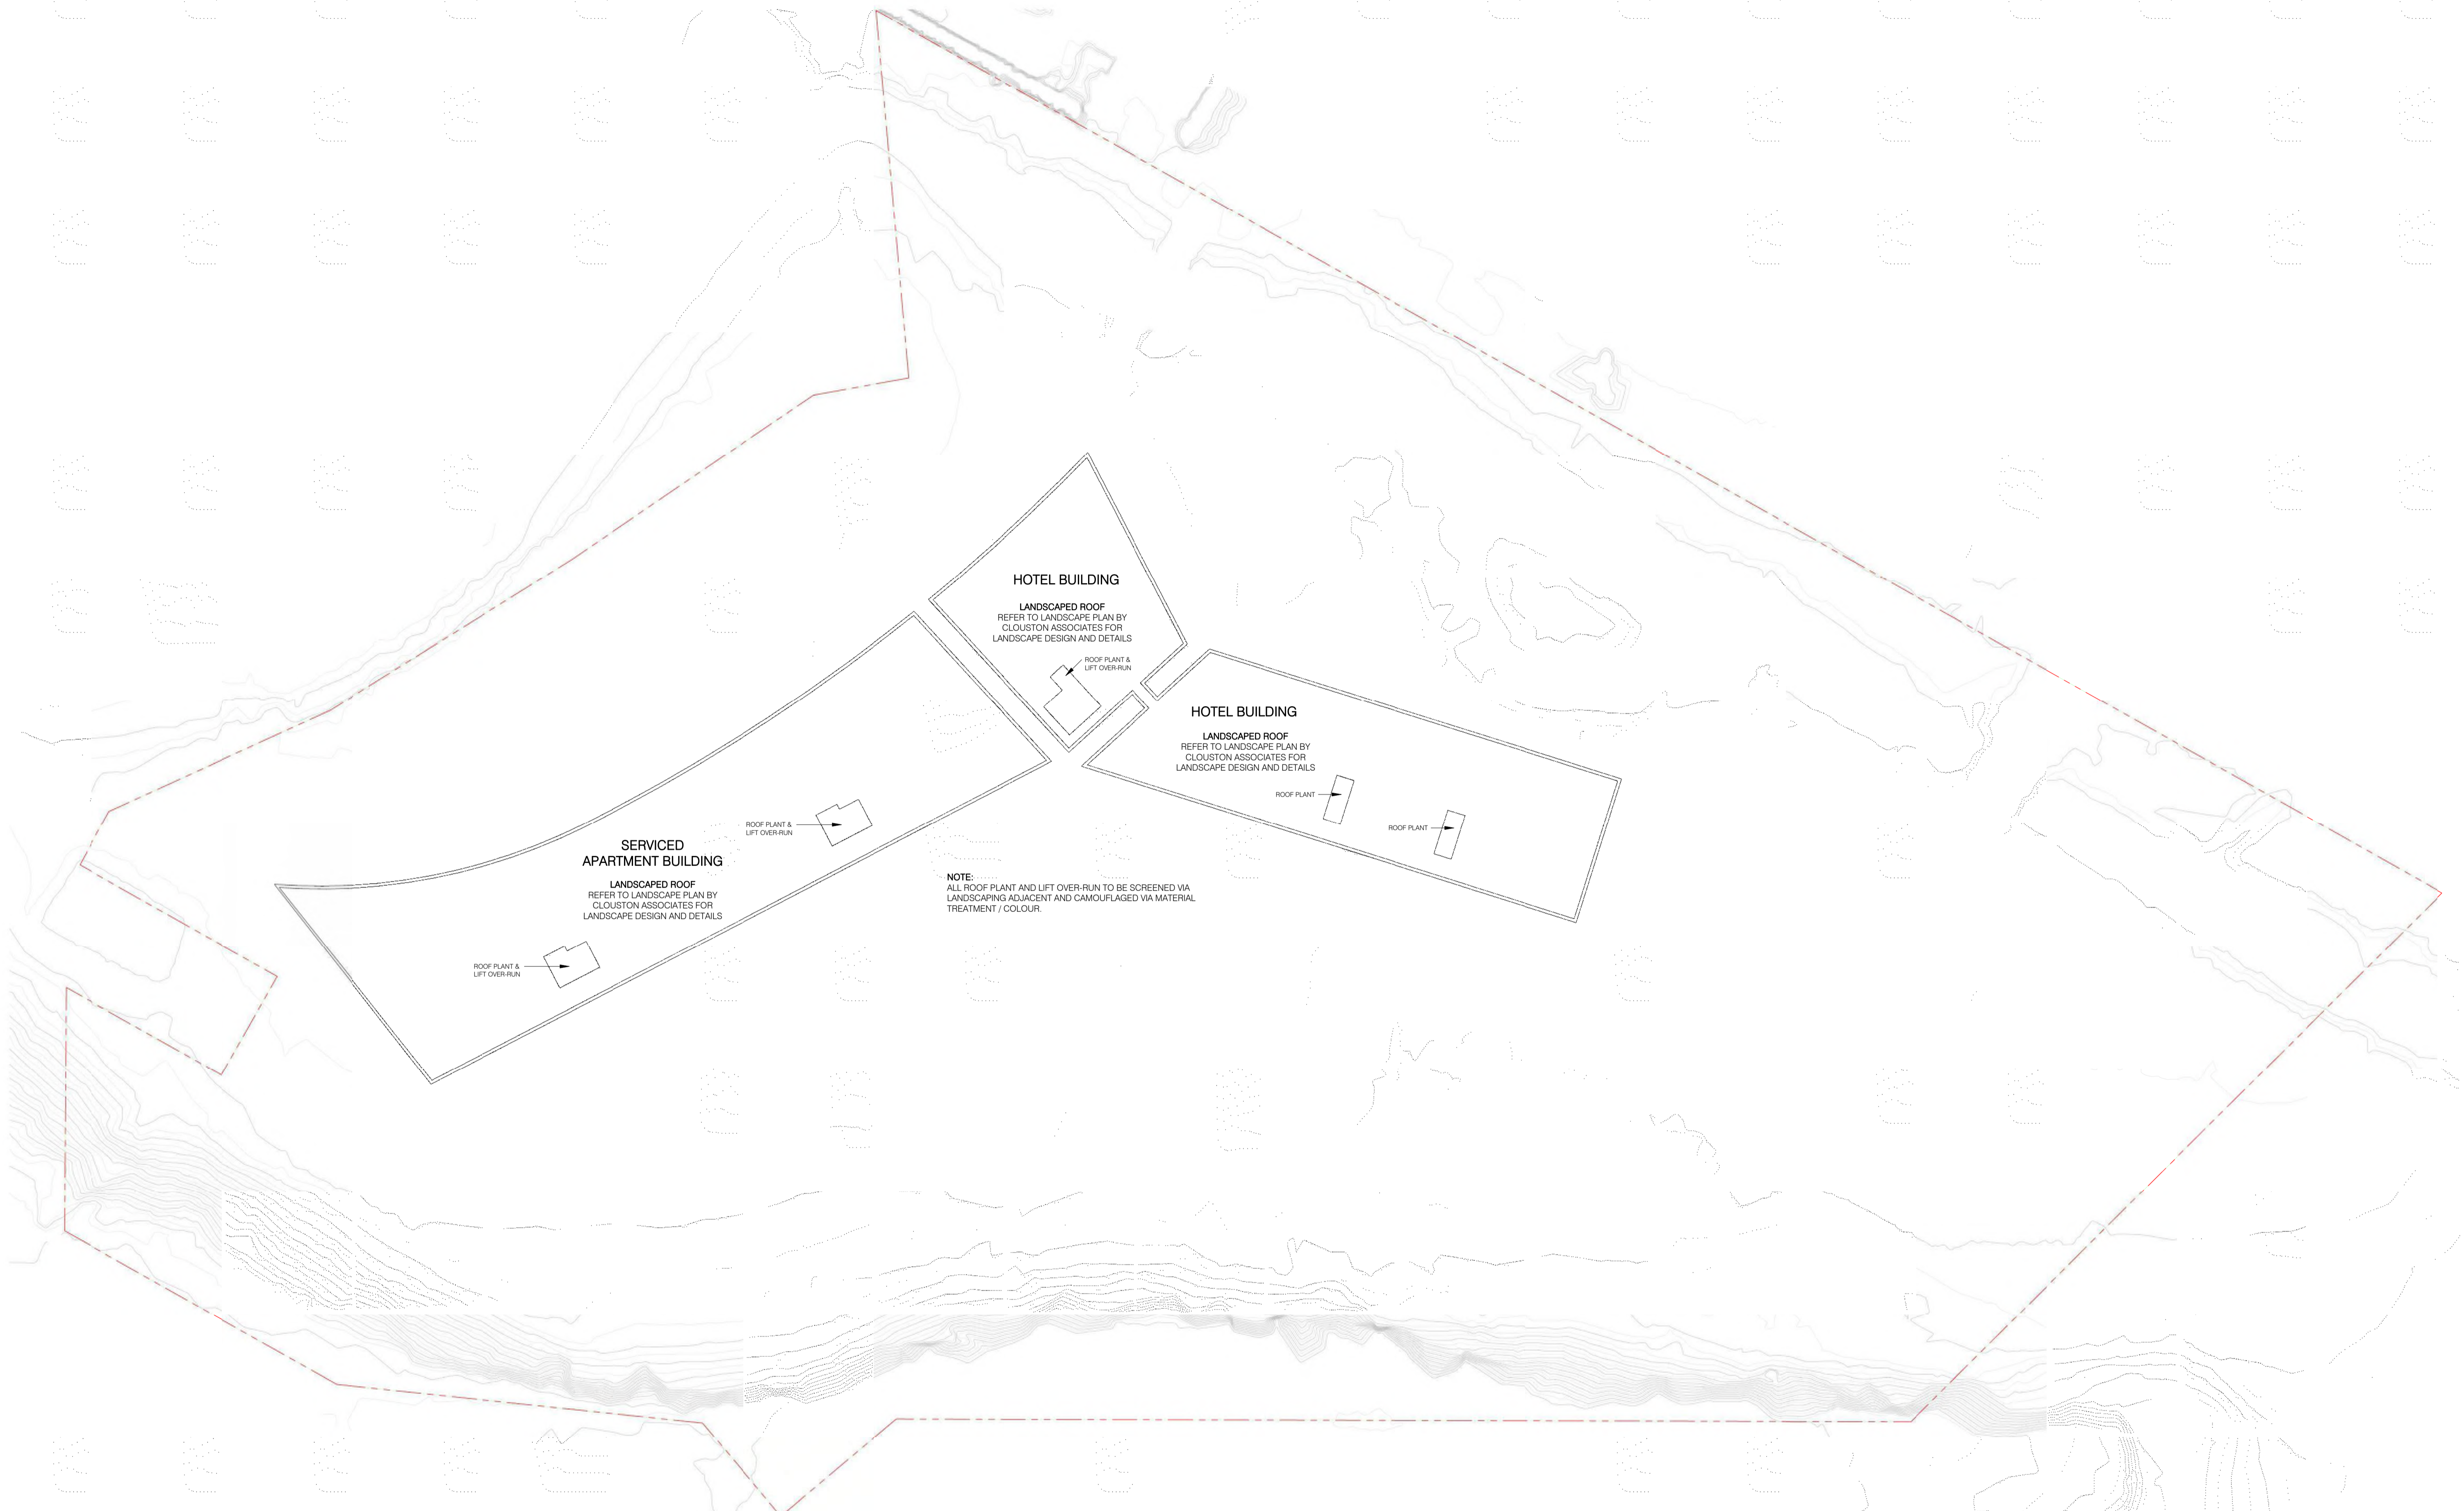 HOTEL BUILDING
LANDSCAPED ROOF
REFER TO LANDSCAPE PLAN BY
CLOUSTON ASSOCIATES FOR
LANDSCAPE DESIGN AND DETAILS
ROOF PLANT &
LIFT OVER-RUN
HOTEL BUILDING
LANDSCAPED ROOF
REFER TO LANDSCAPE PLAN BY
CLOUSTON ASSOCIATES FOR
LANDSCAPE DESIGN AND DETAILS
ROOF PLANT
ROOF PLANT
ROOF PLANT &
LIFT OVER-RUN
SERVICED
APARTMENT BUILDING
LANDSCAPED ROOF
REFER TO LANDSCAPE PLAN BY
CLOUSTON ASSOCIATES FOR
LANDSCAPE DESIGN AND DETAILS
ROOF PLANT &
LIFT OVER-RUN
NOTE:
ALL ROOF PLANT AND LIFT OVER-RUN TO BE SCREENED VIA
LANDSCAPING ADJACENT AND CAMOUFLAGED VIA MATERIAL
TREATMENT / COLOUR.